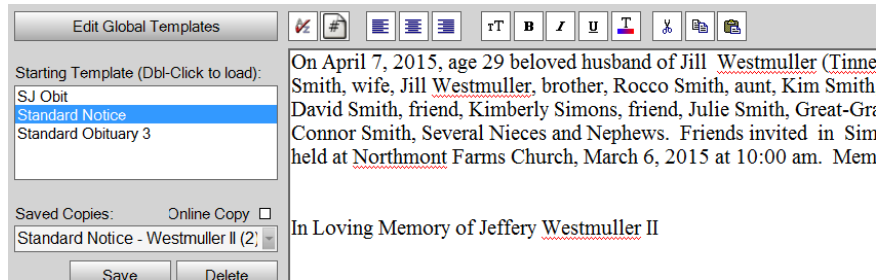 Edit Global Templates
# T B I U T
Starting Template (Dbl-Click to load):
SJ Obit
Standard Notice
Standard Obituary 3
Saved Copies: Online Copy
Standard Notice - Westmuller II (2)
Save Delete
On April 7, 2015, age 29 beloved husband of Jill Westmuller (Tinne
Smith, wife, Jill Westmuller, brother, Rocco Smith, aunt, Kim Smith
David Smith, friend, Kimberly Simons, friend, Julie Smith, Great-Gra
Connor Smith, Several Nieces and Nephews. Friends invited in Sim
held at Northmont Farms Church, March 6, 2015 at 10:00 am. Mem
In Loving Memory of Jeffery Westmuller II